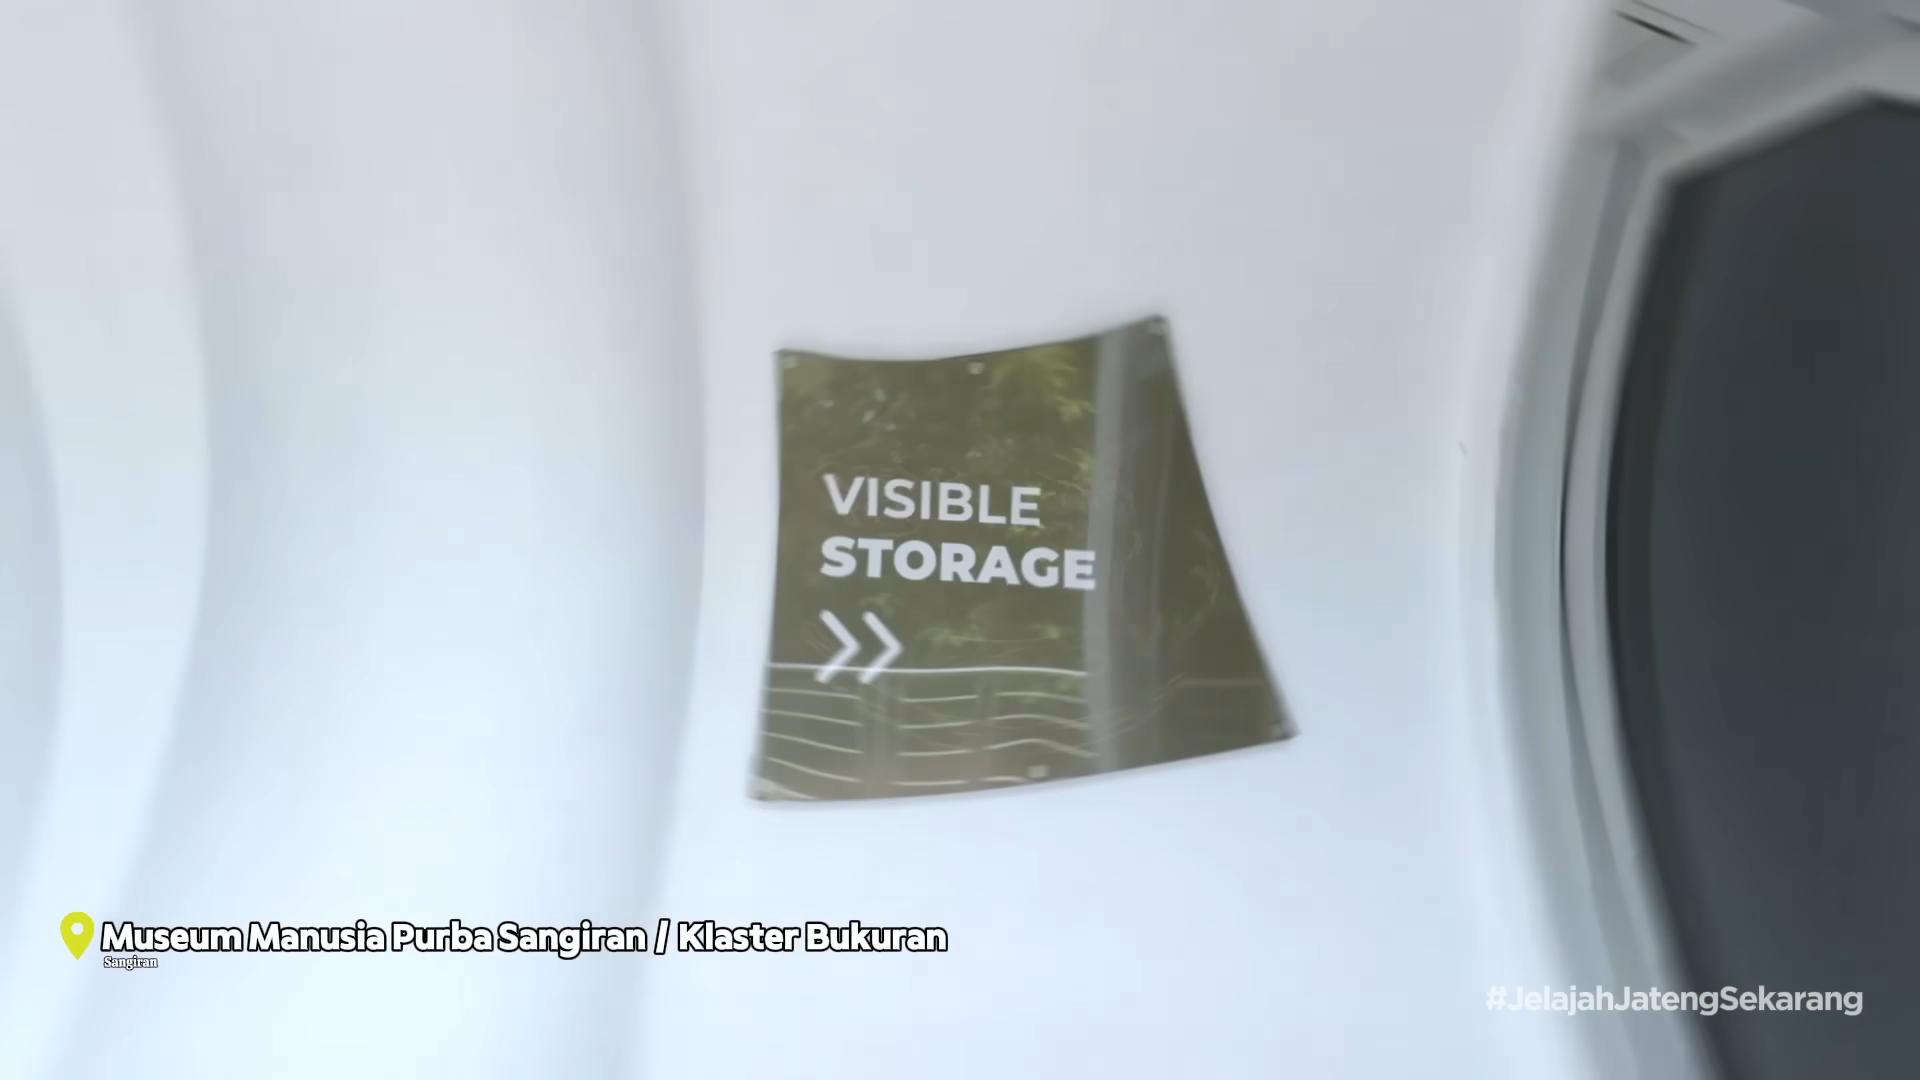 VISIBLE
STORAGE
Museum Manusia Purba Sangiran / Klaster Bukuran
Sangiran
#JelajahJatengSekarang